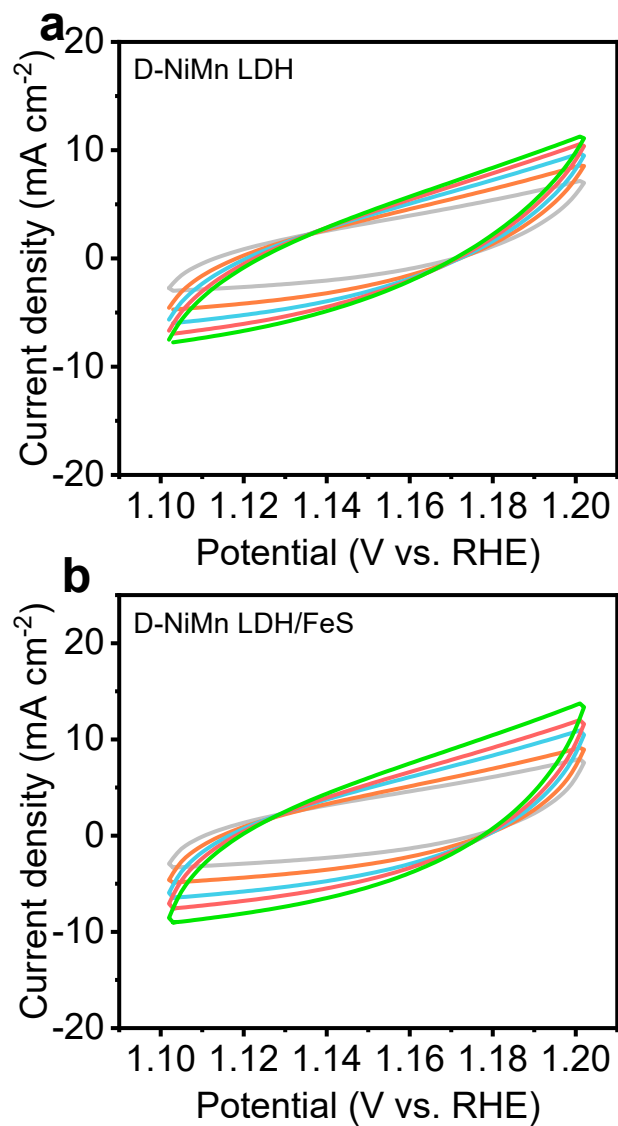 a
20
D-NiMn LDH
10
0
-10
-20
Current density (mA cm⁻²)
1.10 1.12 1.14 1.16 1.18 1.20
Potential (V vs. RHE)
b
D-NiMn LDH/FeS
20
10
0
-10
-20
Current density (mA cm⁻²)
1.10 1.12 1.14 1.16 1.18 1.20
Potential (V vs. RHE)